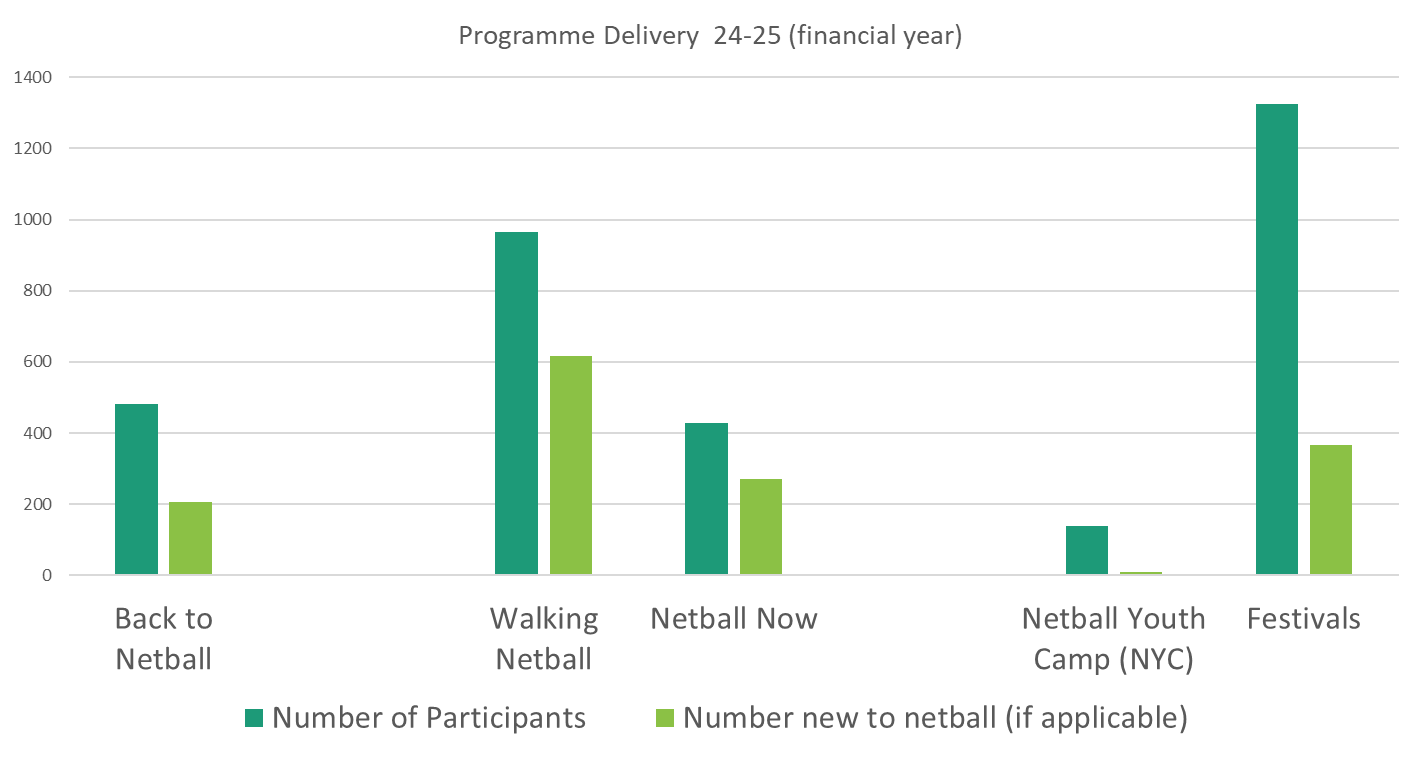 Programme Delivery  24-25 (financial year)
1400
1200
1000
800
600
400
200
0
Back to
Netball
Walking
Netball
Netball Now
Netball Youth
Camp (NYC)
Festivals
Number of Participants
Number new to netball (if applicable)